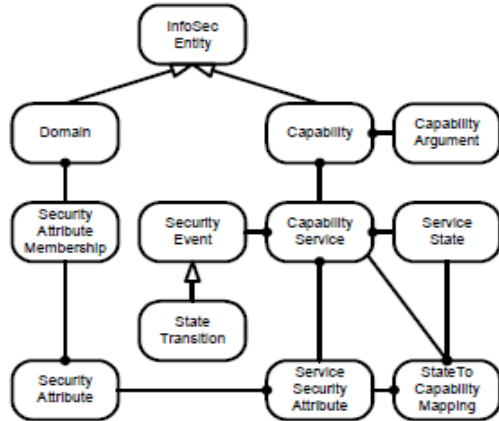 InfoSec
Entity
Domain
Capability
Capability
Argument
Security
Attribute
Membership
Security
Event
Capability
Service
Service
State
State
Transition
Security
Attribute
Service
Security
Attribute
StateTo
Capability
Mapping